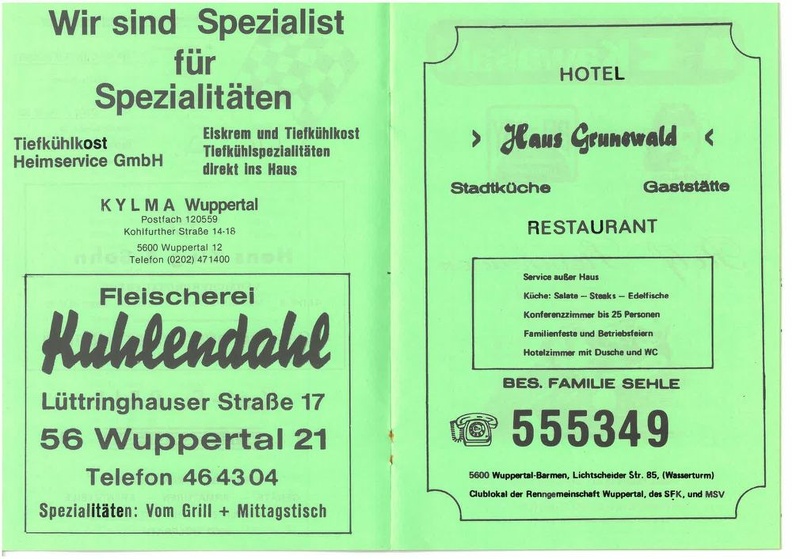 Wir sind Spezialist
für
Spezialitäten
Tiefkühlkost
Heimservice GmbH
Eiskrem und Tiefkühlkost
Tiefkühlspezialitäten
direkt ins Haus
KYLMA Wuppertal
Postfach 120559
Kohlfurther Straße 14-18
5600 Wuppertal 12
Telefon (0202) 471400
Fleischerei
Kuhlendahl
Lüttringhauser Straße 17
56 Wuppertal 21
Telefon 46 43 04
Spezialitäten: Vom Grill + Mittagstisch
HOTEL
› Haus Grunewald ‹
Stadtküche Gaststätte
RESTAURANT
Service außer Haus
Küche: Salate – Steaks – Edelfische
Konferenzzimmer bis 25 Personen
Familienfeste und Betriebsfeiern
Hotelzimmer mit Dusche und WC
BES. FAMILIE SEHLE
555349
5600 Wuppertal-Barmen, Lichtscheider Str. 85, (Wasserturm)
Clublokal der Renngemeinschaft Wuppertal, des SFK, und MSV